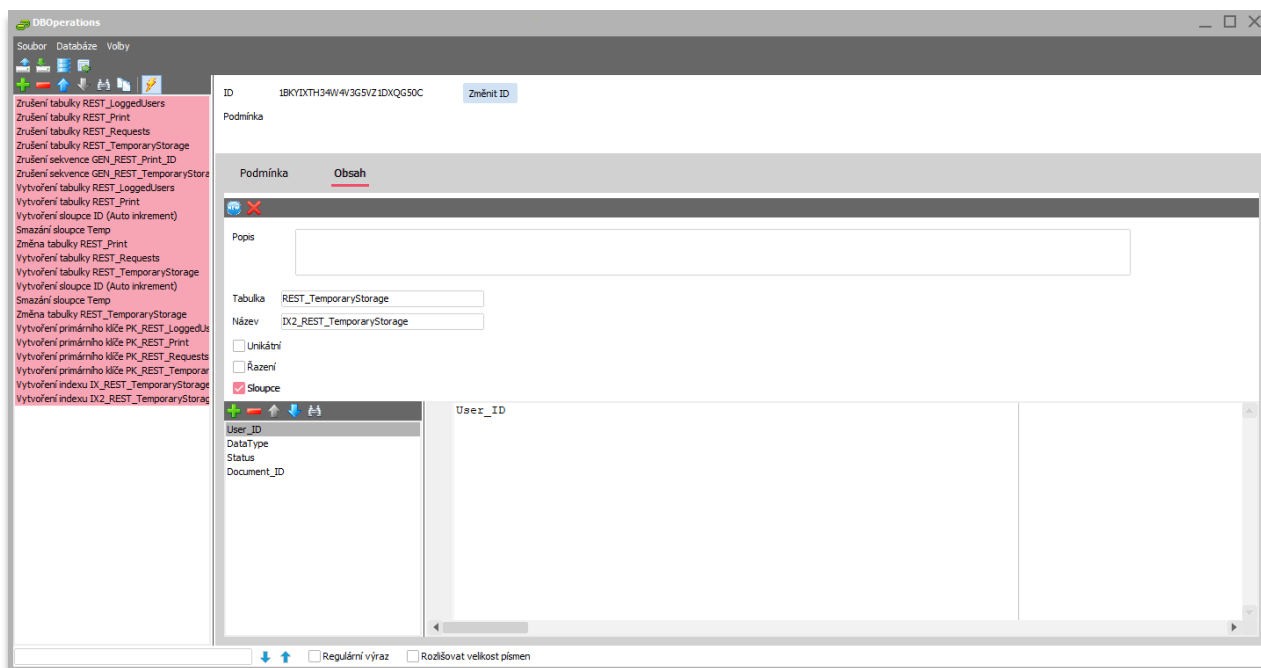 DBOperations
Soubor Databáze Volby
Zrušení tabulky REST_LoggedUsers
Zrušení tabulky REST_Print
Zrušení tabulky REST_Requests
Zrušení tabulky REST_TemporaryStorage
Zrušení sekvence GEN_REST_Print_ID
Zrušení sekvence GEN_REST_TemporaryStora
Vytvoření tabulky REST_LoggedUsers
Vytvoření tabulky REST_Print
Vytvoření sloupce ID (Auto inkrement)
Smazání sloupce Temp
Změna tabulky REST_Print
Vytvoření tabulky REST_Requests
Vytvoření tabulky REST_TemporaryStorage
Vytvoření sloupce ID (Auto inkrement)
Smazání sloupce Temp
Změna tabulky REST_TemporaryStorage
Vytvoření primárního klíče PK_REST_LoggedUs
Vytvoření primárního klíče PK_REST_Print
Vytvoření primárního klíče PK_REST_Requests
Vytvoření primárního klíče PK_REST_Temporar
Vytvoření indexu IX_REST_TemporaryStorage
Vytvoření indexu IX2_REST_TemporaryStorag
ID 1BKYIXTH34W4V3G5VZ1DXQG50C Změnit ID
Podmínka
Podmínka Obsah
Popis
Tabulka REST_TemporaryStorage
Název IX2_REST_TemporaryStorage
Unikátní
Řazení
Sloupce
User_ID
DataType
Status
Document_ID
User_ID
Regulární výraz Rozlišovat velikost písmen